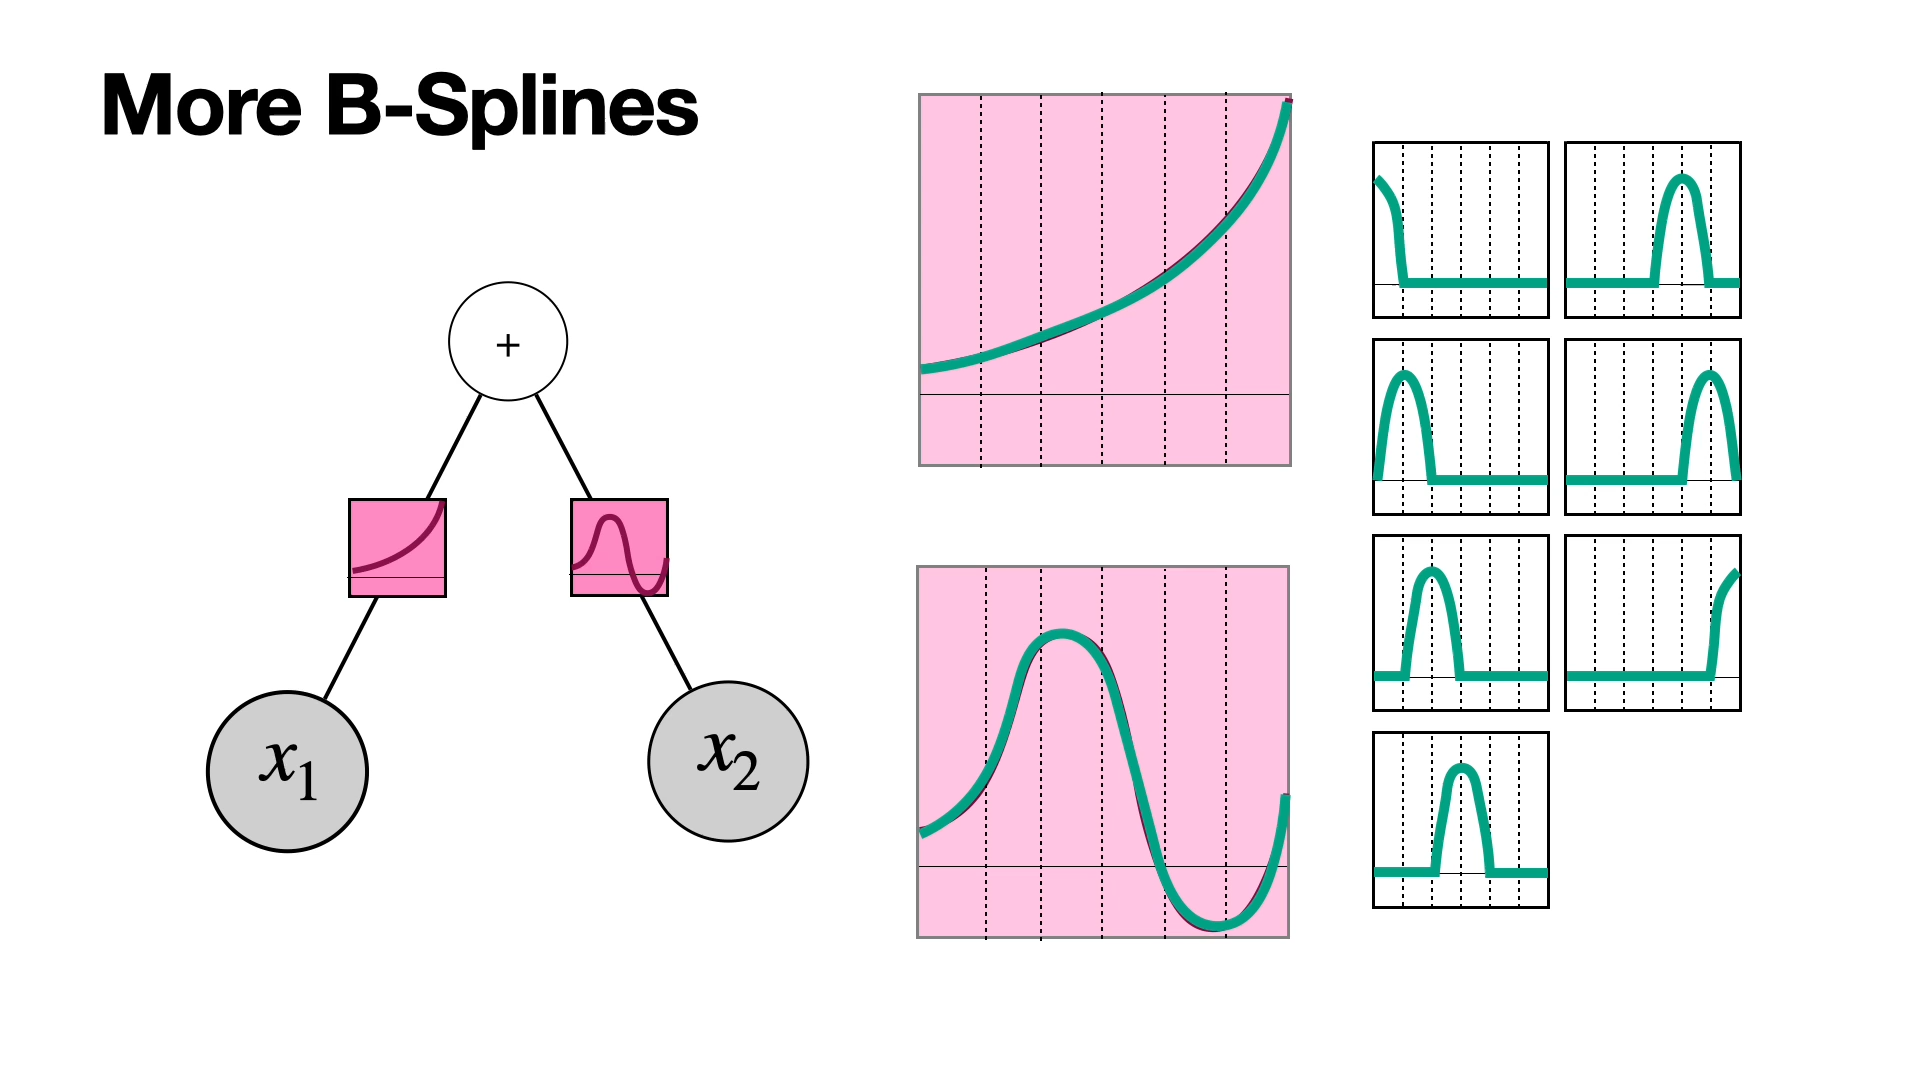 More B-Splines
+
x₁
x₂